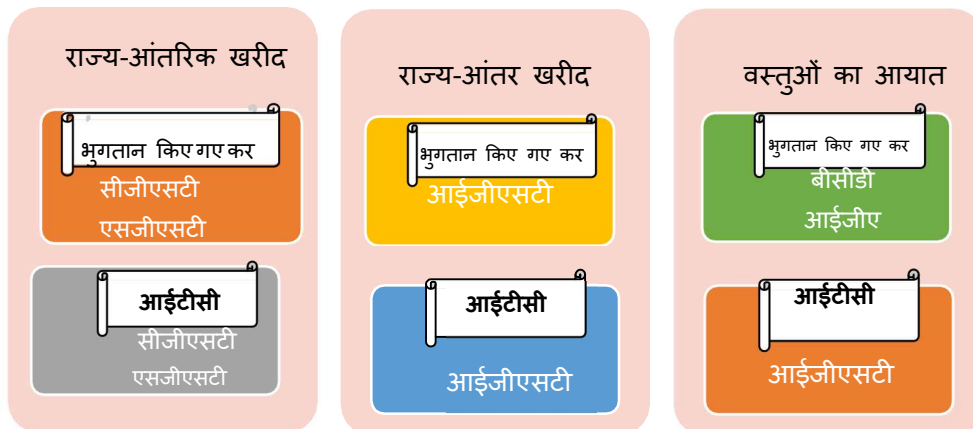 राज्य-आंतरिक खरीद
भुगतान किए गए कर
सीजीएसटी
एसजीएसटी
आईटीसी
सीजीएसटी
एसजीएसटी
राज्य-आंतर खरीद
भुगतान किए गए कर
आईजीएसटी
आईटीसी
आईजीएसटी
वस्तुओं का आयात
भुगतान किए गए कर
बीसीडी
आईजीए
आईटीसी
आईजीएसटी